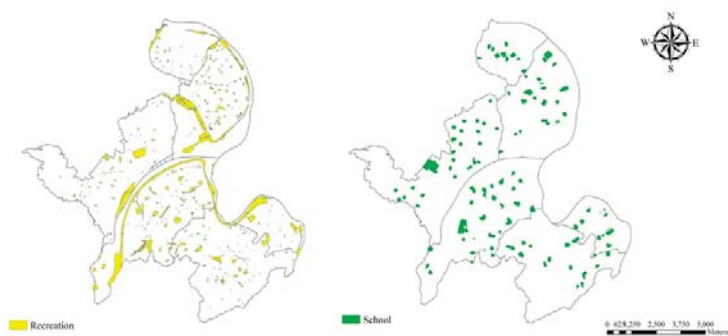 N
W E
S
Recreation
School
0 625 1,250 2,500 3,750 5,000
Meters